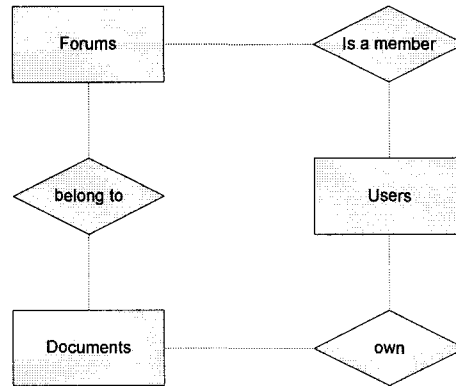 Forums
Is a member
belong to
Users
Documents
own